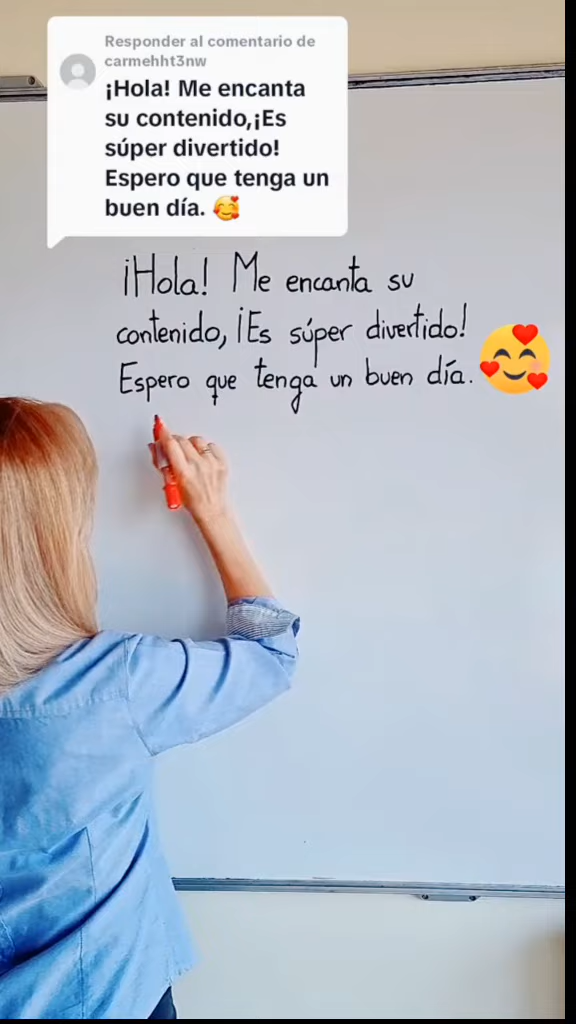 Responder al comentario de
carmehht3nw
¡Hola! Me encanta
su contenido,¡Es
súper divertido!
Espero que tenga un
buen día. 🥰
¡Hola! Me encanta su
contenido, ¡Es súper divertido!
Espero que tenga un buen día. 🥰